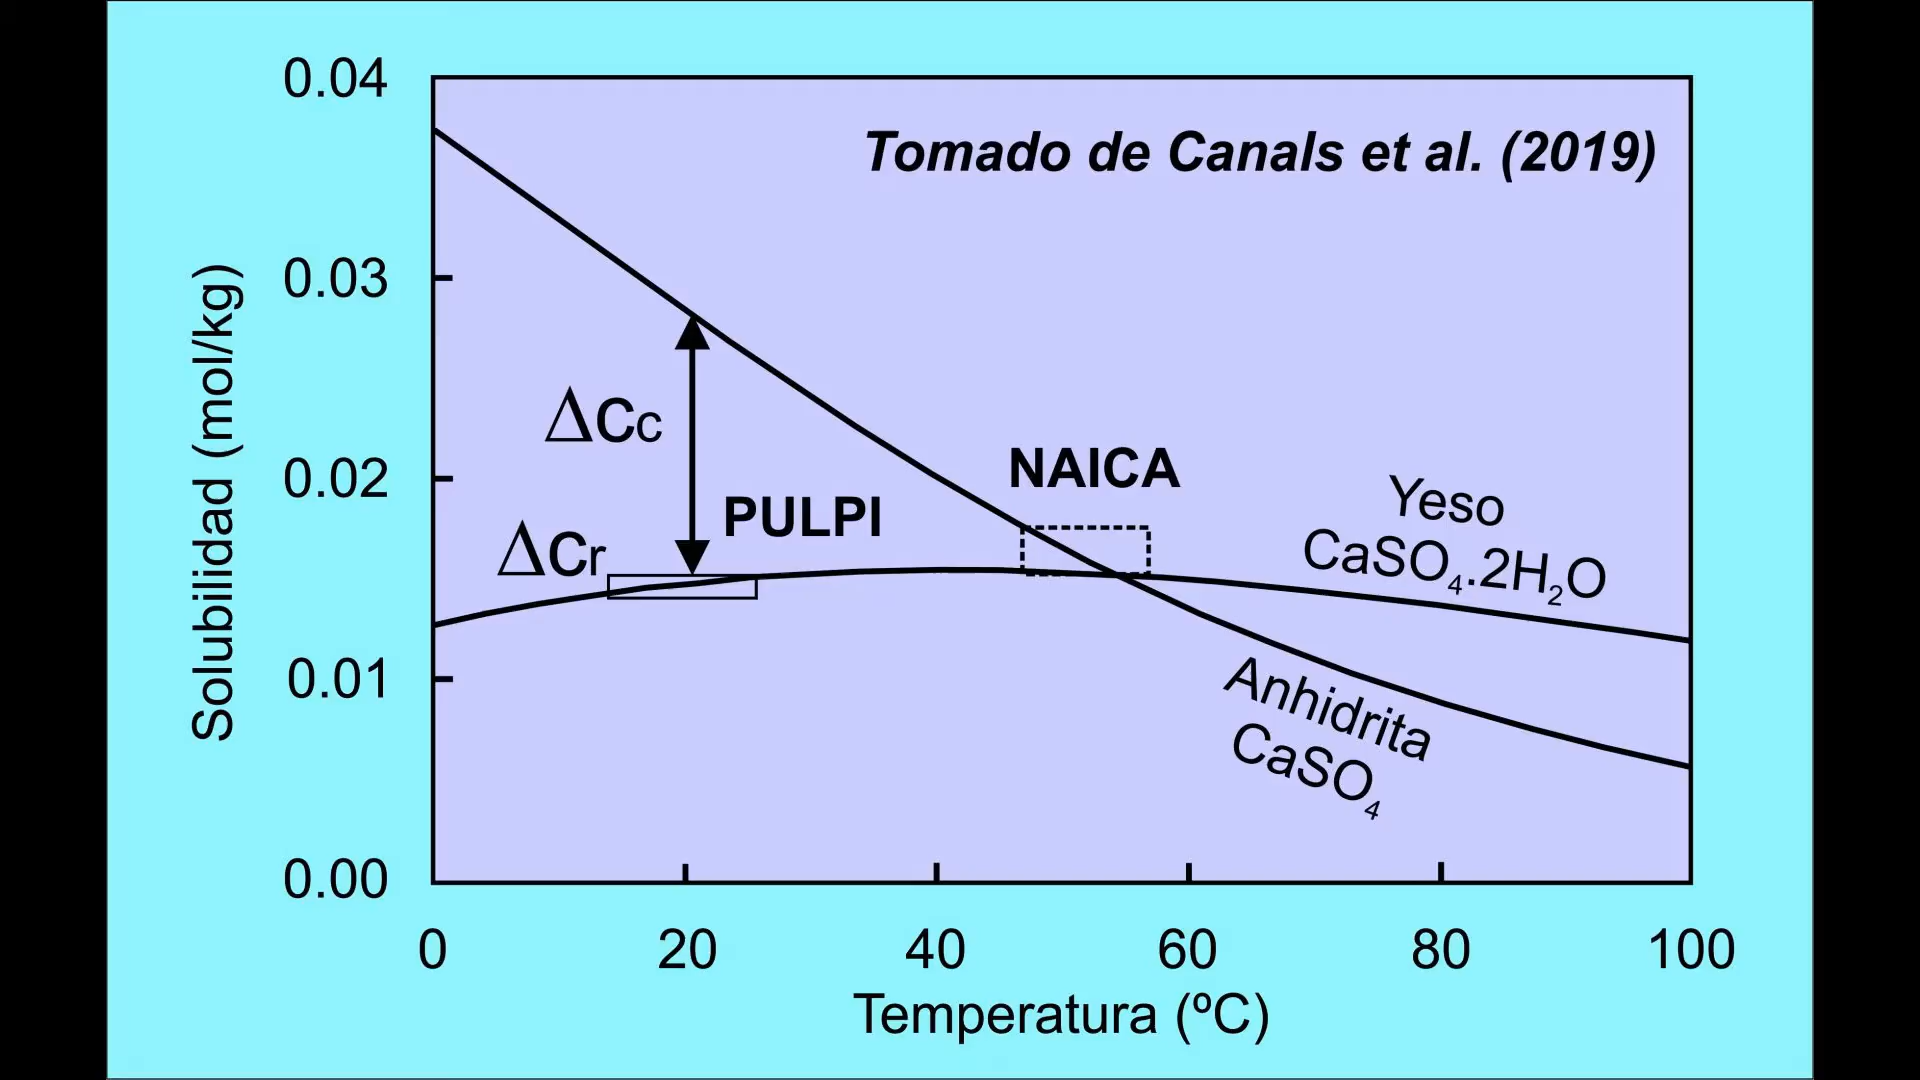 0.04
Tomado de Canals et al. (2019)
0.03
Solubilidad (mol/kg)
ΔCc
NAICA
0.02
PULPI
Yeso
CaSO4.2H2O
ΔCr
0.01
Anhidrita
CaSO4
0.00
0 20 40 60 80 100
Temperatura (ºC)